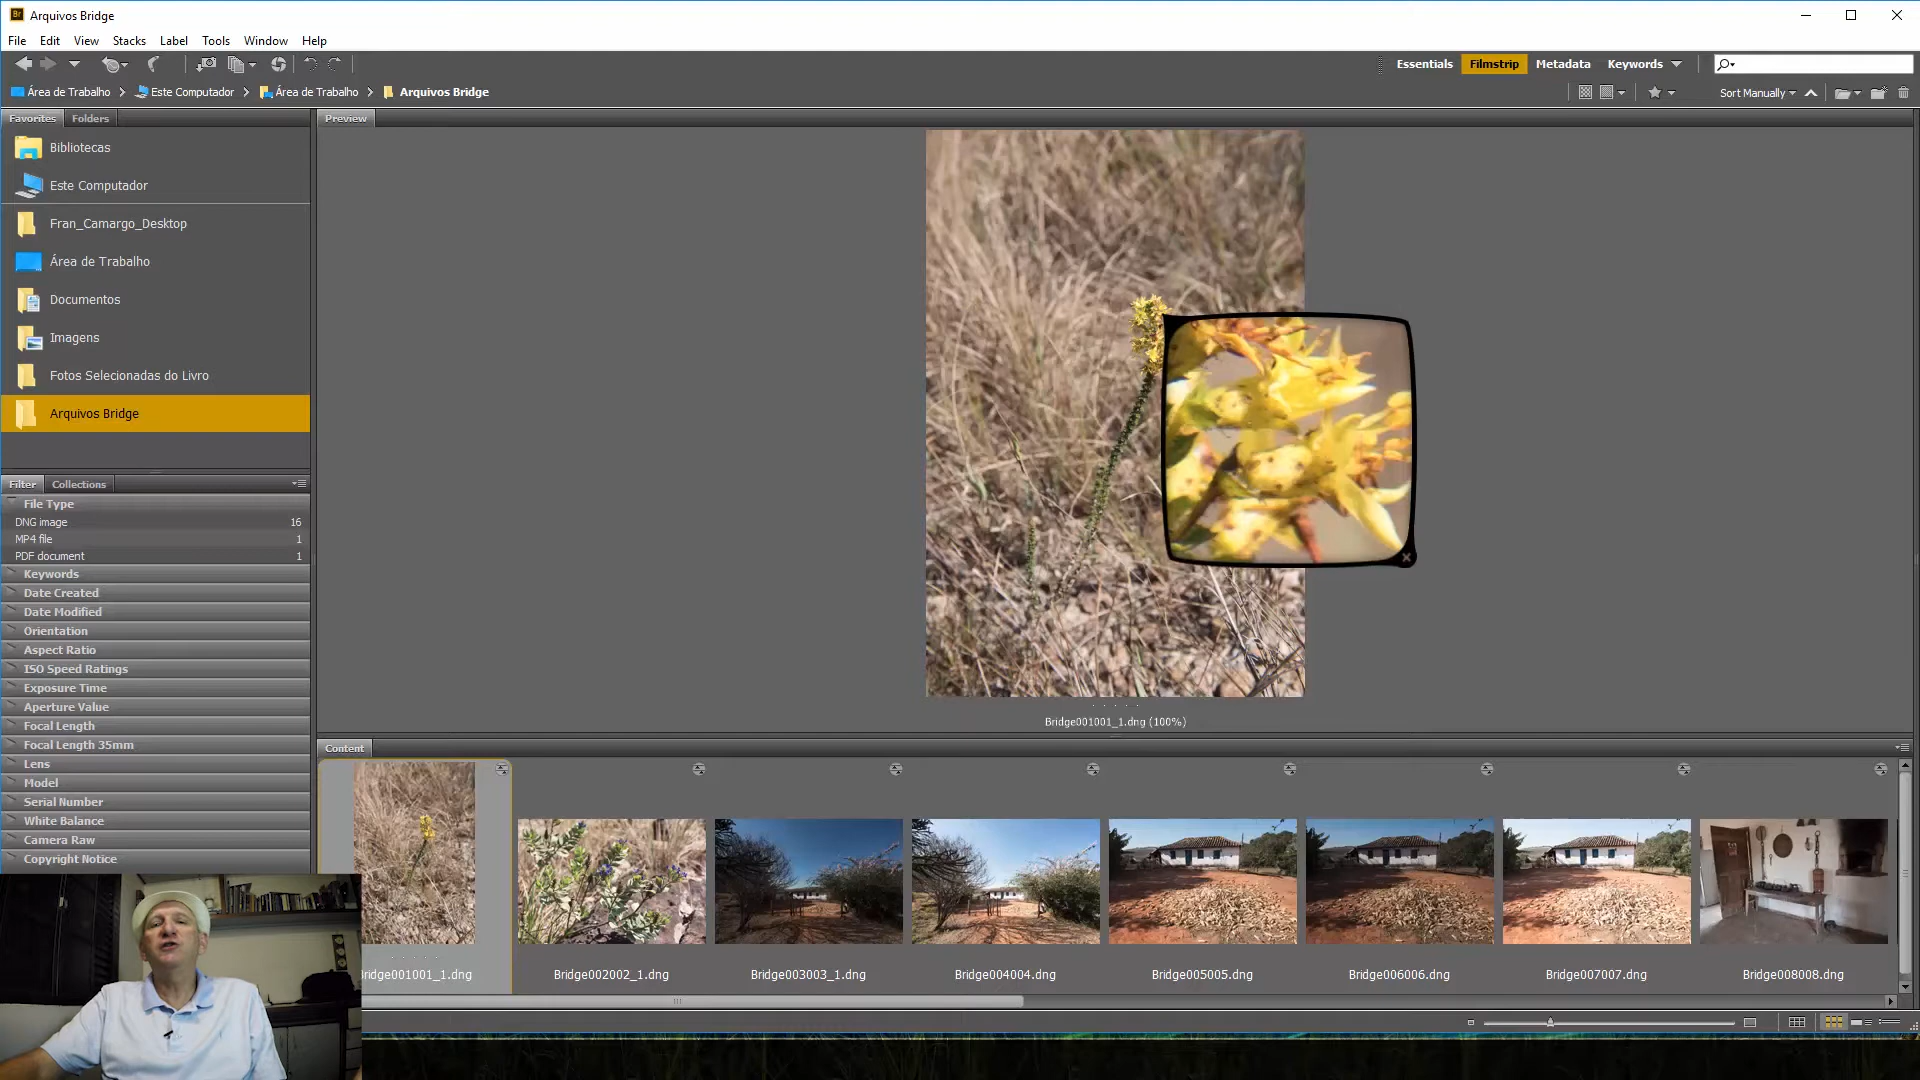 Br Arquivos Bridge
File Edit View Stacks Label Tools Window Help
Essentials Filmstrip Metadata Keywords
Área de Trabalho Este Computador Área de Trabalho Arquivos Bridge
Sort Manually
Favorites Folders
Preview
Bibliotecas
Este Computador
Fran_Camargo_Desktop
Área de Trabalho
Documentos
Imagens
Fotos Selecionadas do Livro
Arquivos Bridge
Filter Collections
File Type
DNG image 16
MP4 file 1
PDF document 1
Keywords
Date Created
Date Modified
Orientation
Aspect Ratio
ISO Speed Ratings
Exposure Time
Aperture Value
Focal Length
Focal Length 35mm
Lens
Model
Serial Number
White Balance
Camera Raw
Copyright Notice
Bridge001001_1.dng (100%)
Content
ridge001001_1.dng
Bridge002002_1.dng
Bridge003003_1.dng
Bridge004004.dng
Bridge005005.dng
Bridge006006.dng
Bridge007007.dng
Bridge008008.dng